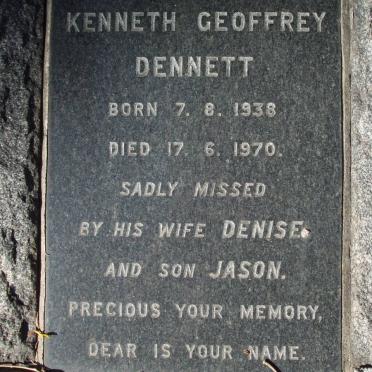 KENNETH GEOFFREY
DENNETT
BORN 7. 8. 1938
DIED 17. 6. 1970.
SADLY MISSED
BY HIS WIFE DENISE.
AND SON JASON.
PRECIOUS YOUR MEMORY,
DEAR IS YOUR NAME.